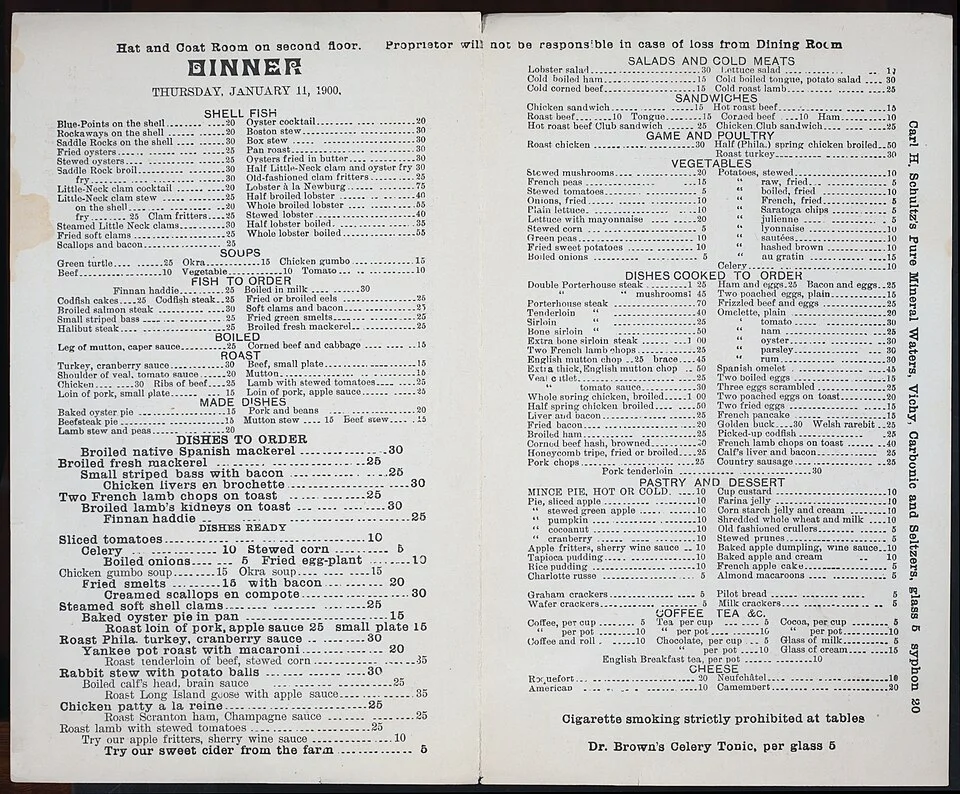 Hat and Coat Room on second floor. Proprietor will not be responsible in case of loss from Dining Room
DINNER
THURSDAY, JANUARY 11, 1900.
SHELL FISH
Blue-Points on the shell 20 Oyster cocktail 20
Rockaways on the shell 20 Boston stew 30
Saddle Rocks on the shell 30 Box stew 30
Fried oysters 25 Pan roast 30
Stewed oysters 25 Oysters fried in butter 30
Saddle Rock broil 30 Half Little-Neck clam and oyster fry 30
fry 30 Old-fashioned clam fritters 25
Little-Neck clam cocktail 20 Lobster à la Newburg 75
Little-Neck clam stew 25 Half broiled lobster 40
on the shell 20 Whole broiled lobster 55
fry 25 Clam fritters 25 Stewed lobster 40
Steamed Little Neck clams 30 Half lobster boiled 35
Fried soft clams 25 Whole lobster boiled 55
Scallops and bacon 25
SOUPS
Green turtle 25 Okra 15 Chicken gumbo 15
Beef 10 Vegetable 10 Tomato 10
FISH TO ORDER
Finnan haddie 25 Boiled in milk 30
Codfish cakes 25 Codfish steak 25 Fried or broiled eels 25
Broiled salmon steak 30 Soft clams and bacon 25
Small striped bass 25 Fried green smelts 25
Halibut steak 25 Broiled fresh mackerel 25
BOILED
Leg of mutton, caper sauce 25 Corned beef and cabbage 15
ROAST
Turkey, cranberry sauce 30 Beef, small plate 15
Shoulder of veal, tomato sauce 20 Mutton 15
Chicken 30 Ribs of beef 25 Lamb with stewed tomatoes 25
Loin of pork, small plate 15 Loin of pork, apple sauce 25
MADE DISHES
Baked oyster pie 15 Pork and beans 20
Beefsteak pie 15 Mutton stew 15 Beef stew 15
Lamb stew and peas 20
DISHES TO ORDER
Broiled native Spanish mackerel 30
Broiled fresh mackerel 25
Small striped bass with bacon 25
Chicken livers en brochette 30
Two French lamb chops on toast 25
Broiled lamb's kidneys on toast 30
Finnan haddie 25
DISHES READY
Sliced tomatoes 10
Celery 10 Stewed corn 5
Boiled onions 5 Fried egg-plant 10
Chicken gumbo soup 15 Okra soup 15
Fried smelts 15 with bacon 20
Creamed scallops en compote 30
Steamed soft shell clams 25
Baked oyster pie in pan 15
Roast loin of pork, apple sauce 25 small plate 15
Roast Phila. turkey, cranberry sauce 30
Yankee pot roast with macaroni 20
Roast tenderloin of beef, stewed corn 35
Rabbit stew with potato balls 30
Boiled calf's head, brain sauce 25
Roast Long Island goose with apple sauce 35
Chicken patty a la reine 25
Roast Scranton ham, Champagne sauce 25
Roast lamb with stewed tomatoes 25
Try our apple fritters, sherry wine sauce 10
Try our sweet cider from the farm 5
SALADS AND COLD MEATS
Lobster salad 30 Lettuce salad
Cold boiled ham 15 Cold boiled tongue, potato salad 30
Cold corned beef 15 Cold roast lamb 25
SANDWICHES
Chicken sandwich 15 Hot roast beef 15
Roast beef 10 Tongue 15 Corned beef 10 Ham 10
Hot roast beef Club sandwich 25 Chicken Club sandwich 25
GAME AND POULTRY
Roast chicken 30 Half (Phila.) spring chicken broiled 50
Roast turkey 30
VEGETABLES
Stewed mushrooms 20 Potatoes, stewed 10
French peas 15 " raw, fried 5
Stewed tomatoes 5 " boiled, fried 10
Onions, fried 10 " French, fried 5
Plain lettuce 10 " Saratoga chips 5
Lettuce with mayonnaise 20 " julienne 5
Stewed corn 5 " lyonnaise 10
Green peas 10 " sautées 10
Fried sweet potatoes 10 " hashed brown 10
Boiled onions 5 " au gratin 15
Celery 10
DISHES COOKED TO ORDER
Double Porterhouse steak 1 25 Ham and eggs 25 Bacon and eggs 25
" " mushrooms 1 45 Two poached eggs, plain 15
Porterhouse steak 70 Frizzled beef and eggs 25
Tenderloin " 40 Omelette, plain 20
Sirloin " 25 " tomato 30
Bone sirloin " 50 " ham 25
Extra bone sirloin steak 1 00 " oyster 30
Two French lamb chops 25 " parsley 30
English mutton chop 25 brace 45 " rum 30
Extra thick, English mutton chop 50 Spanish omelet 45
Veal cutlet 25 Two boiled eggs 15
" tomato sauce 30 Three eggs scrambled 25
Whole spring chicken, broiled 1 00 Two poached eggs on toast 20
Half spring chicken broiled 50 Two fried eggs 15
Liver and bacon 25 French pancake 15
Fried bacon 20 Golden buck 30 Welsh rarebit 25
Broiled ham 25 Picked-up codfish 25
Corned beef hash, browned 20 French lamb chops on toast 40
Honeycomb tripe, fried or broiled 25 Calf's liver and bacon 25
Pork chops 25 Country sausage 25
Pork tenderloin 30
PASTRY AND DESSERT
MINCE PIE, HOT OR COLD 10 Cup custard 10
Pie, sliced apple 10 Farina jelly 10
" stewed green apple 10 Corn starch jelly and cream 10
" pumpkin 10 Shredded whole wheat and milk 10
" cocoanut 10 Old fashioned crullers 5
" cranberry 10 Stewed prunes 5
Apple fritters, sherry wine sauce 10 Baked apple dumpling, wine sauce 10
Tapioca pudding 10 Baked apple and cream 10
Rice pudding 10 French apple cake 5
Charlotte russe 5 Almond macaroons 5
Graham crackers 5 Pilot bread 5
Wafer crackers 5 Milk crackers 5
COFFEE TEA &c.
Coffee, per cup 5 Tea per cup 5 Cocoa, per cup 5
" per pot 10 " per pot 10 " per pot 10
Coffee and roll 10 Chocolate, per cup 5 Glass of milk 5
" per pot 10 Glass of cream 15
English Breakfast tea, per pot 10
CHEESE
Roquefort 20 Neufchâtel 10
American 10 Camembert 20
Cigarette smoking strictly prohibited at tables
Dr. Brown's Celery Tonic, per glass 5
Carl H. Schultz's Pure Mineral Waters, Vichy, Carbonic and Seltzers, glass 5 syphon 20